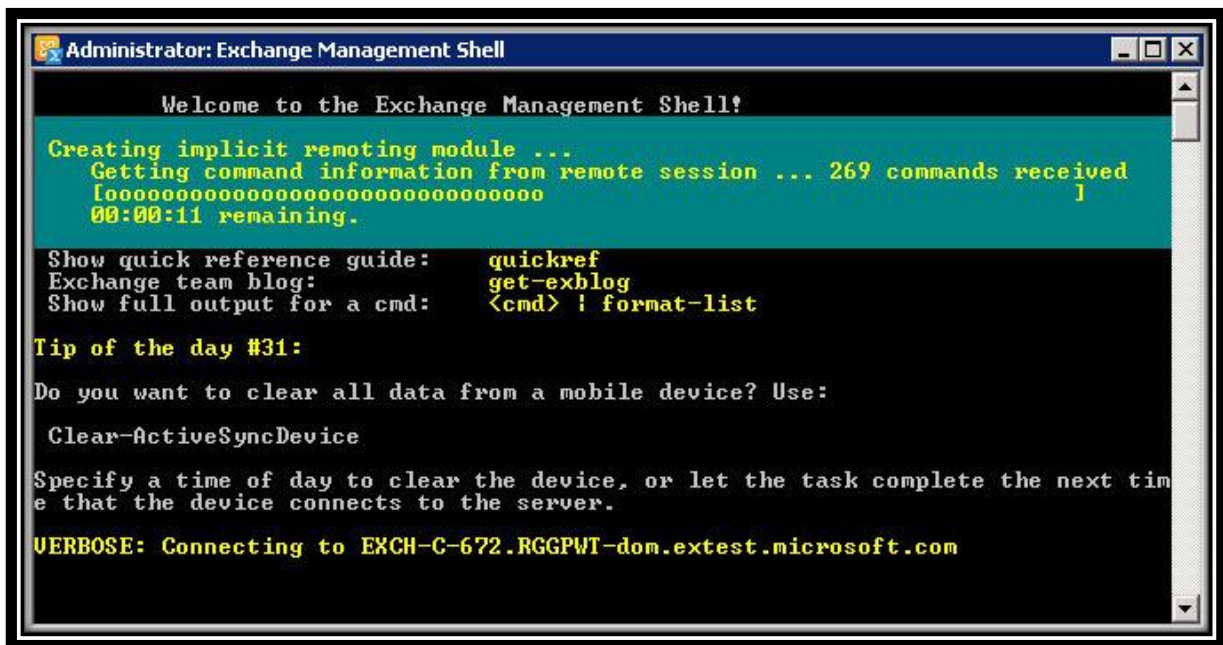 Administrator: Exchange Management Shell
Welcome to the Exchange Management Shell!
Creating implicit remoting module ...
Getting command information from remote session ... 269 commands received
[ooooooooooooooooooooooooooooooo ]
00:00:11 remaining.
Show quick reference guide: quickref
Exchange team blog: get-exblog
Show full output for a cmd: <cmd> | format-list
Tip of the day #31:
Do you want to clear all data from a mobile device? Use:
Clear-ActiveSyncDevice
Specify a time of day to clear the device, or let the task complete the next tim
e that the device connects to the server.
VERBOSE: Connecting to EXCH-C-672.RGGPWT-dom.extest.microsoft.com